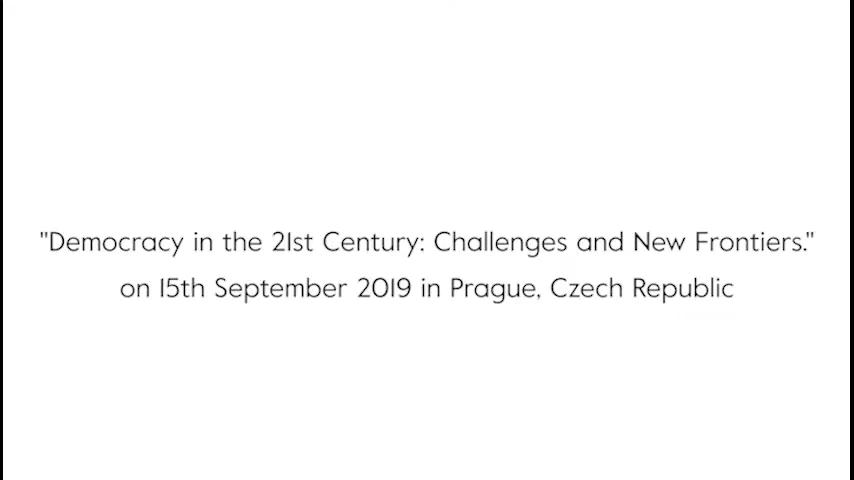 "Democracy in the 21st Century: Challenges and New Frontiers."
on 15th September 2019 in Prague, Czech Republic